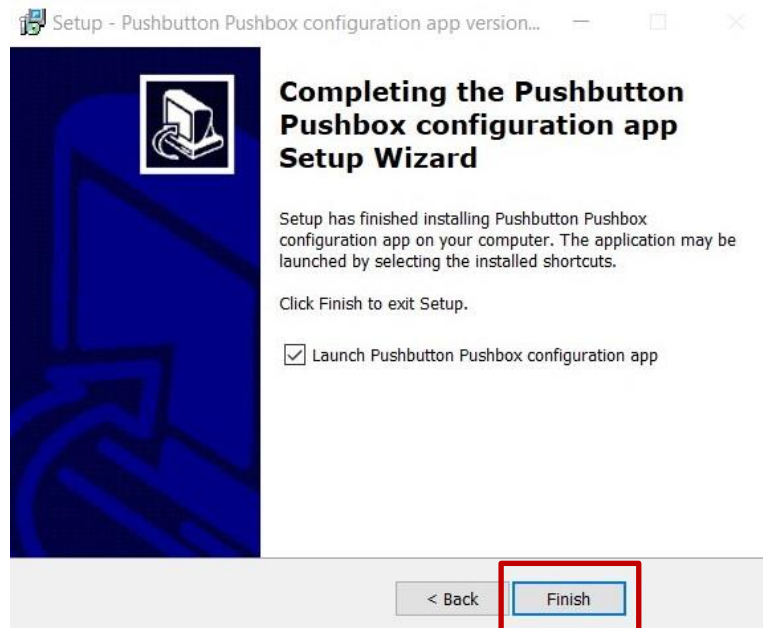 Setup - Pushbutton Pushbox configuration app version...
Completing the Pushbutton
Pushbox configuration app
Setup Wizard
Setup has finished installing Pushbutton Pushbox
configuration app on your computer. The application may be
launched by selecting the installed shortcuts.
Click Finish to exit Setup.
Launch Pushbutton Pushbox configuration app
< Back
Finish